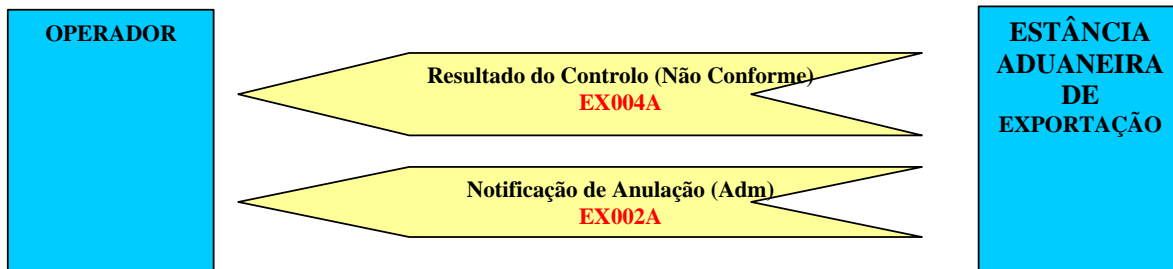 OPERADOR
Resultado do Controlo (Não Conforme)
EX004A
Notificação de Anulação (Adm)
EX002A
ESTÂNCIA
ADUANEIRA
DE
EXPORTAÇÃO